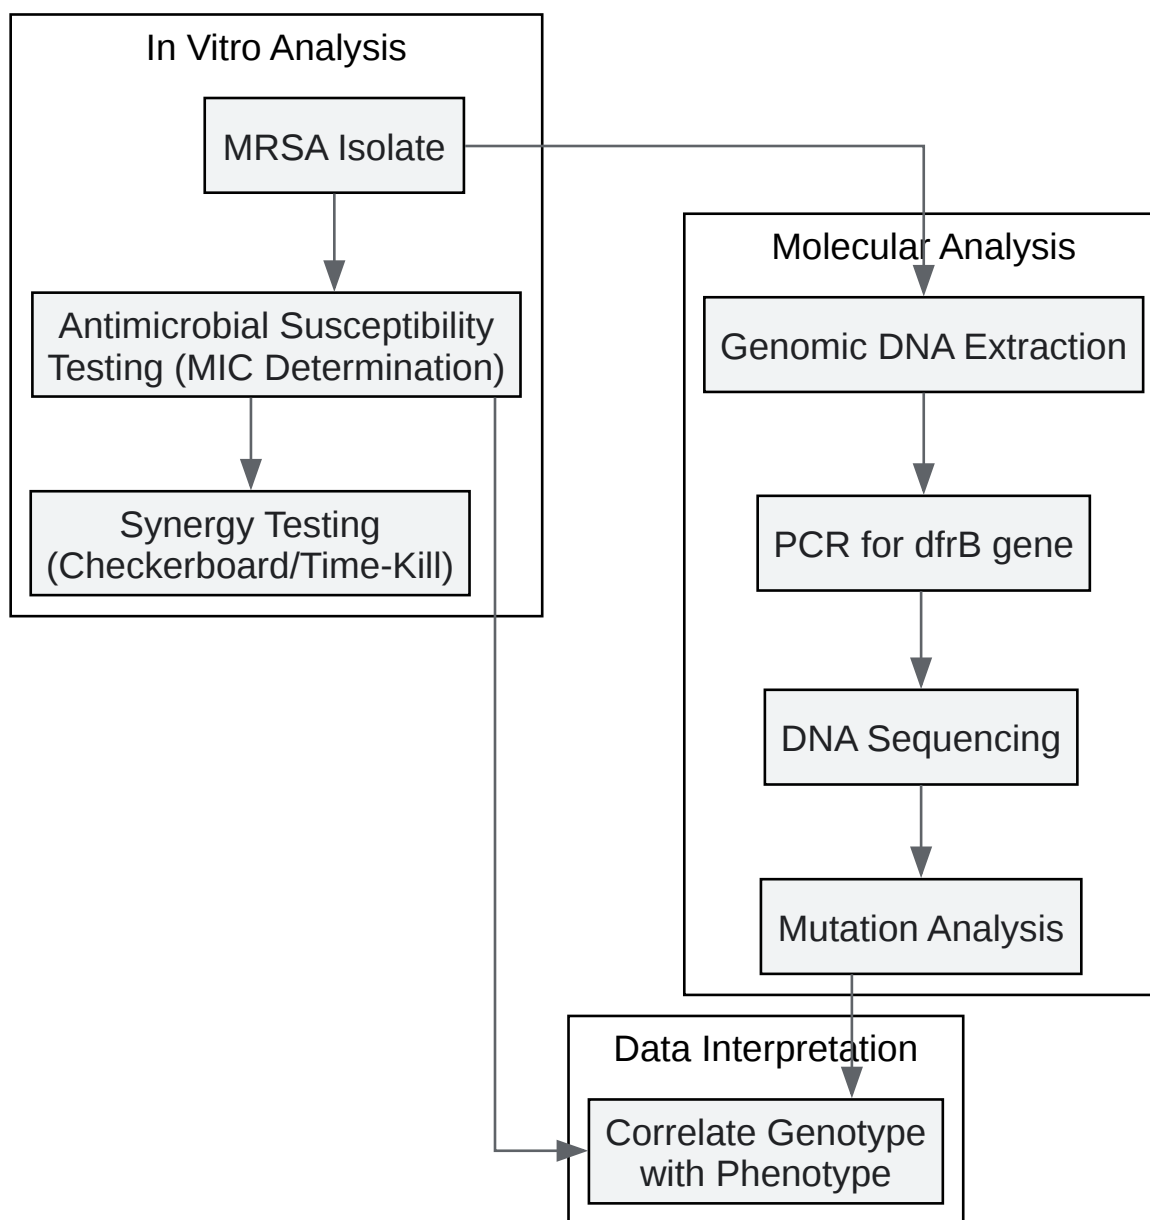 In Vitro Analysis
MRSA Isolate
Antimicrobial Susceptibility
Testing (MIC Determination)
Synergy Testing
(Checkerboard/Time-Kill)
Molecular Analysis
Genomic DNA Extraction
PCR for dfrB gene
DNA Sequencing
Mutation Analysis
Data Interpretation
Correlate Genotype
with Phenotype